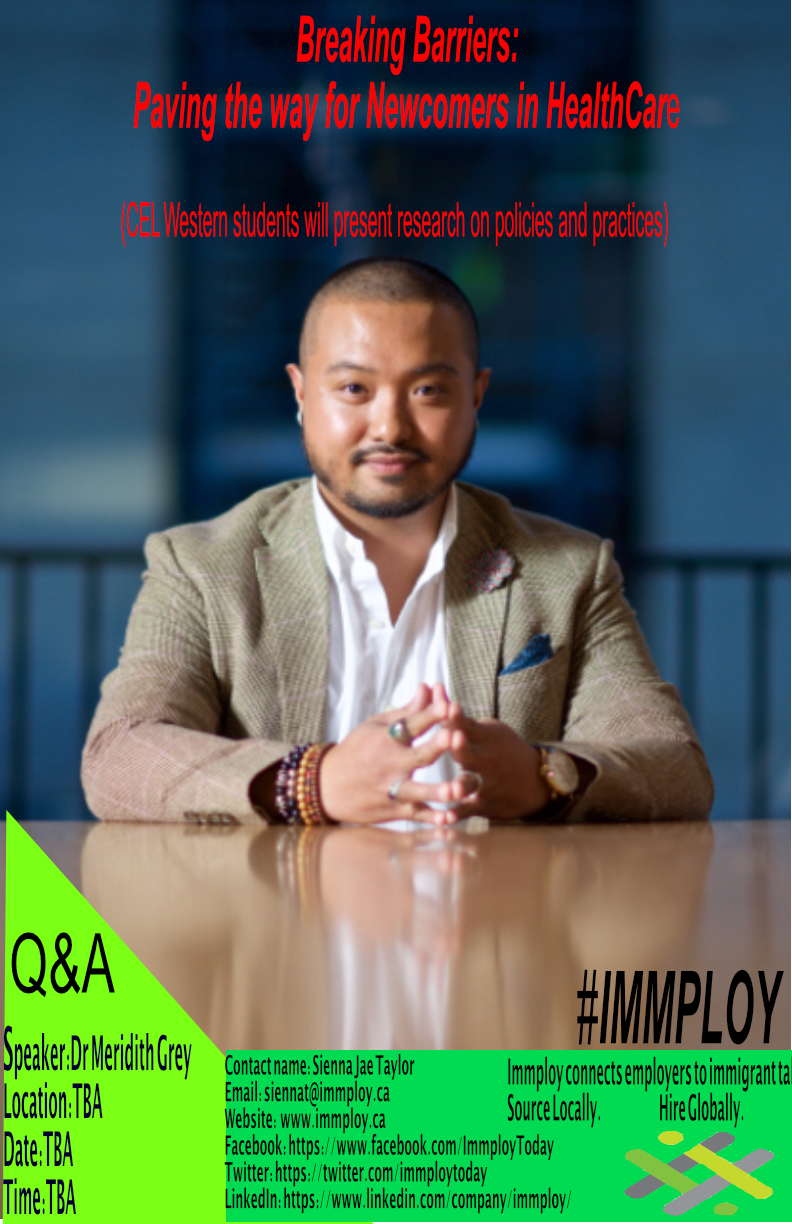 Breaking Barriers:
Paving the way for Newcomers in HealthCare
(CEL Western students will present research on policies and practices)
Q&A
Speaker:Dr Meridith Grey
Location:TBA
Date:TBA
Time:TBA
#IMMPLOY
Contact name: Sienna Jae Taylor
Email: siennat@immploy.ca
Website: www.immploy.ca
Facebook: https://www.facebook.com/ImmployToday
Twitter: https://twitter.com/immploytoday
LinkedIn: https://www.linkedin.com/company/immploy/
Immploy connects employers to immigrant ta
Source Locally. Hire Globally.